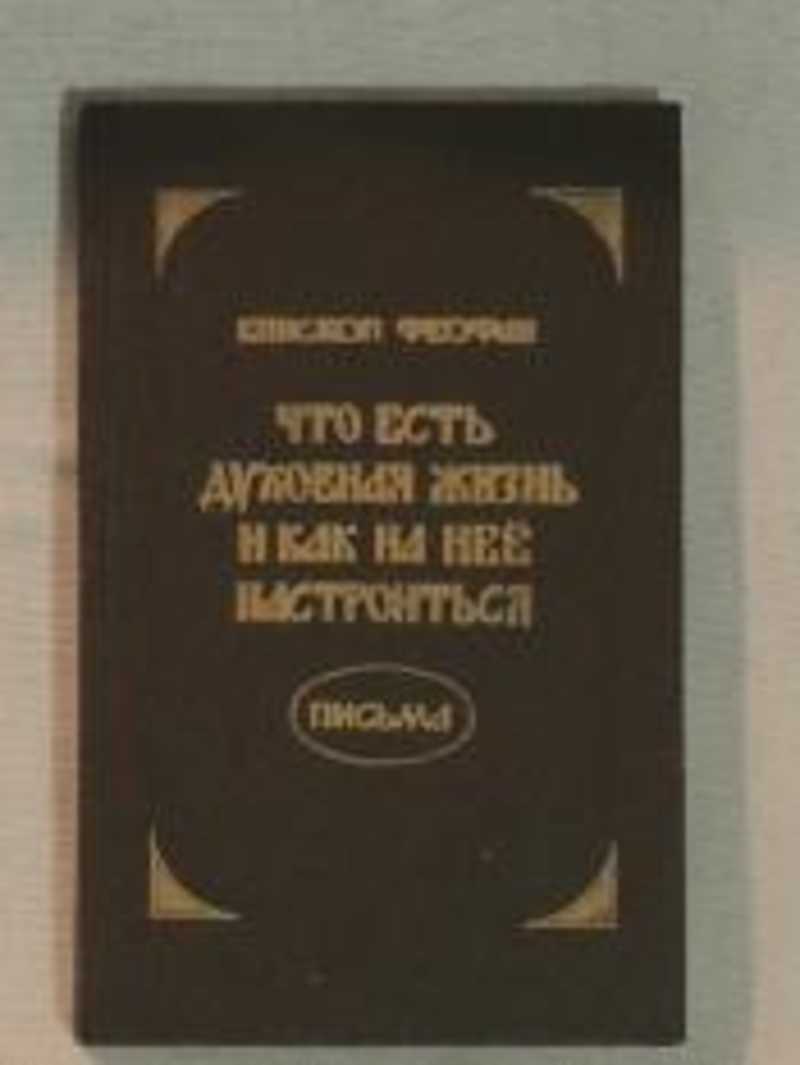 ЕПИСКОП ФЕОФАН
ЧТО ЕСТЬ
ДУХОВНАЯ ЖИЗНЬ
И КАК НА НЕЁ
НАСТРОИТЬСЯ
ПИСЬМА